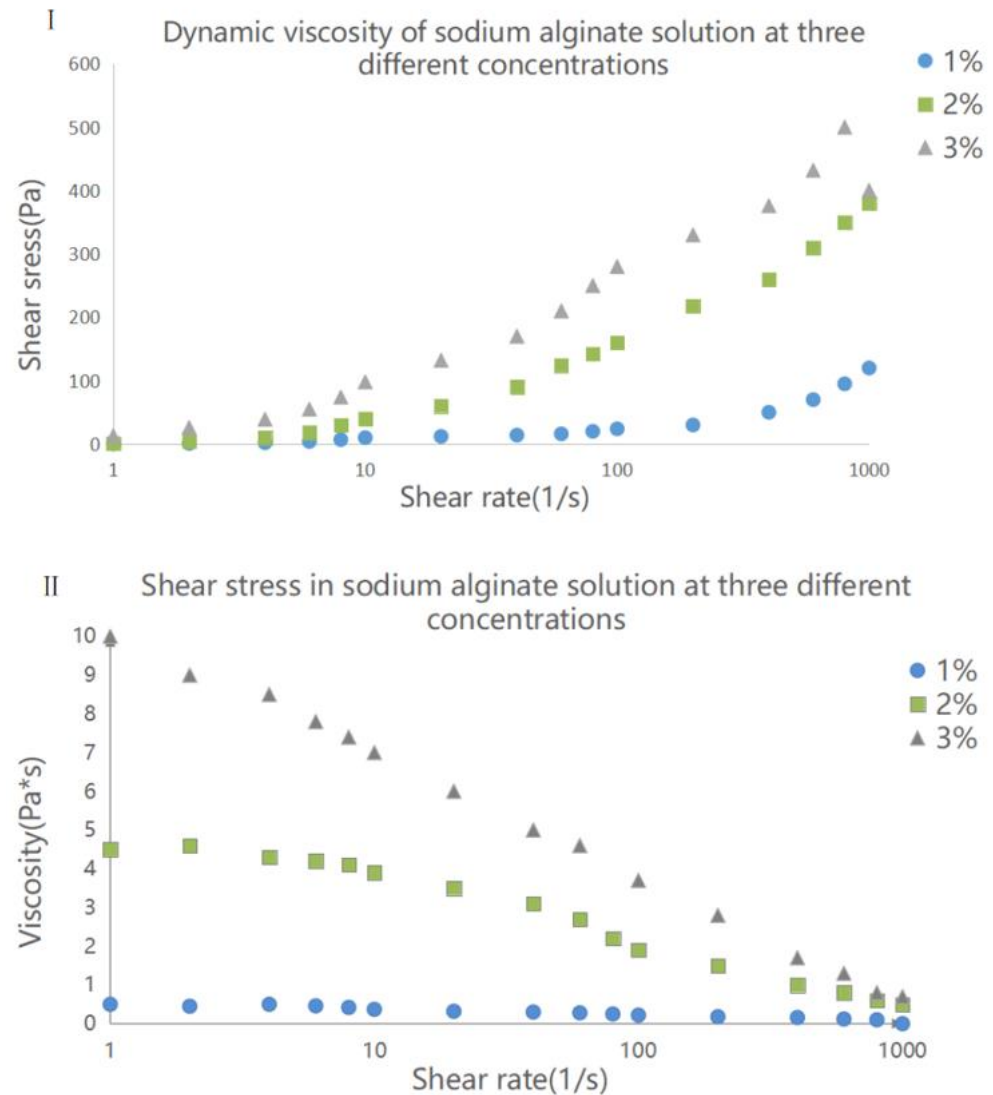 I
Dynamic viscosity of sodium alginate solution at three
different concentrations
1%
2%
3%
600
500
400
300
200
100
0
Shear sress(Pa)
1 10 100 1000
Shear rate(1/s)
II
Shear stress in sodium alginate solution at three different
concentrations
1%
2%
3%
10
9
8
7
6
5
4
3
2
1
0
Viscosity(Pa*s)
1 10 100 1000
Shear rate(1/s)